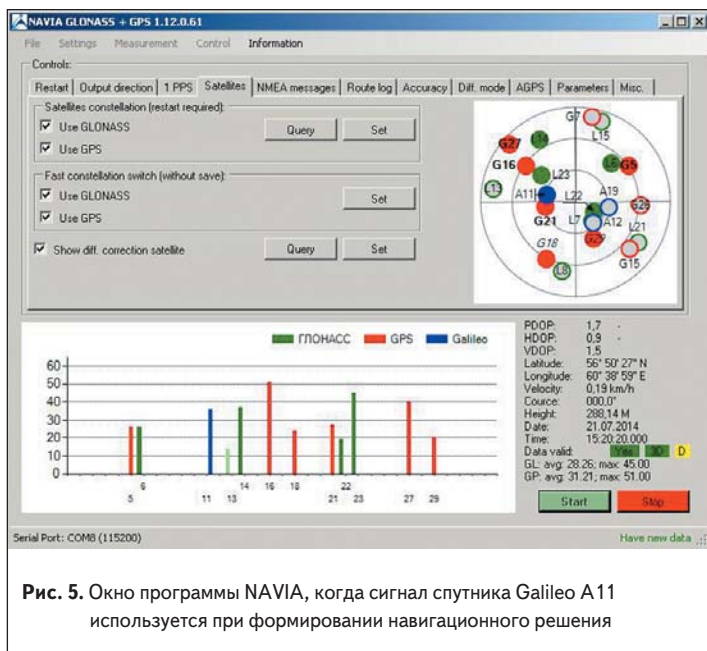 NAVIA GLONASS + GPS 1.12.0.61
File Settings Measurement Control Information
Controls:
Restart Output direction 1 PPS Satellites NMEA messages Route log Accuracy Diff. mode AGPS Parameters Misc.
Satellites constellation (restart required):
Use GLONASS
Query Set
Use GPS
Fast constellation switch (without save):
Use GLONASS
Set
Use GPS
Show diff. correction satellite
Query Set
G7
L15
G27
L14
G16
L6
G5
L23
L13
A11
L22
A19
G26
G21
L7
A12
L21
G29
G18
G15
L8
ГЛОНАСС GPS Galileo
60
50
40
30
20
10
0
6 14 16 18 22
5 11 13 21 23 27 29
PDOP: 1,7 -
HDOP: 0,9 -
VDOP: 1,5
Latitude: 56° 50' 27" N
Longitude: 60° 38' 59" E
Velocity: 0,19 km/h
Cource: 000,0°
Height: 288,14 M
Date: 21.07.2014
Time: 15:20:20.000
Data valid: Yes 3D D
GL: avg: 28.26; max: 45.00
GP: avg: 31.21; max: 51.00
Start Stop
Serial Port: COM8 (115200) Have new data
Рис. 5. Окно программы NAVIA, когда сигнал спутника Galileo A11
используется при формировании навигационного решения